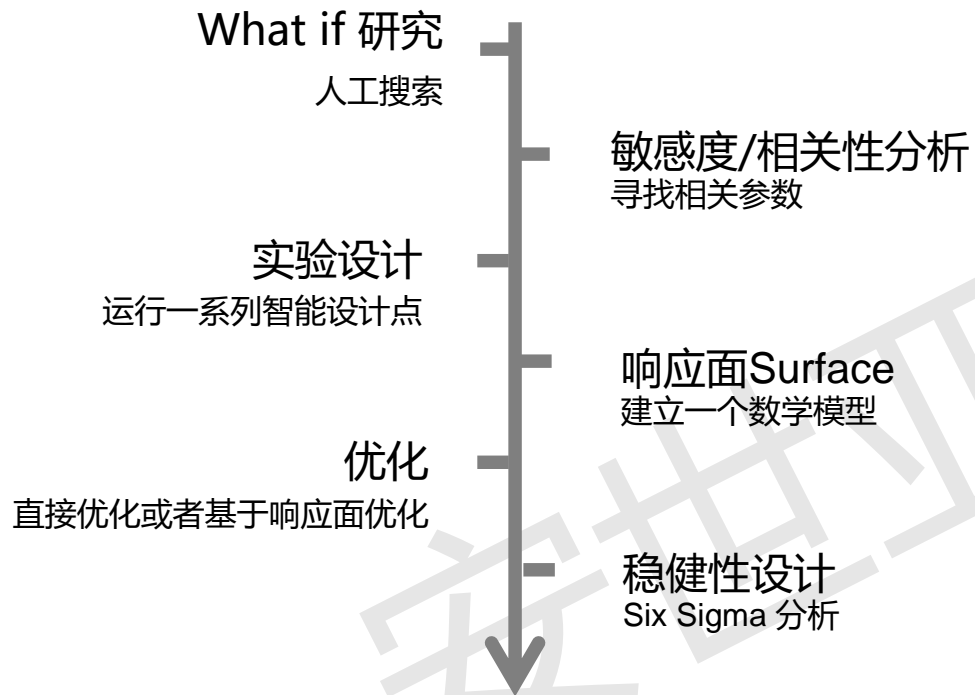 What if 研究
人工搜索
敏感度/相关性分析
寻找相关参数
实验设计
运行一系列智能设计点
响应面Surface
建立一个数学模型
优化
直接优化或者基于响应面优化
稳健性设计
Six Sigma 分析
安世亚